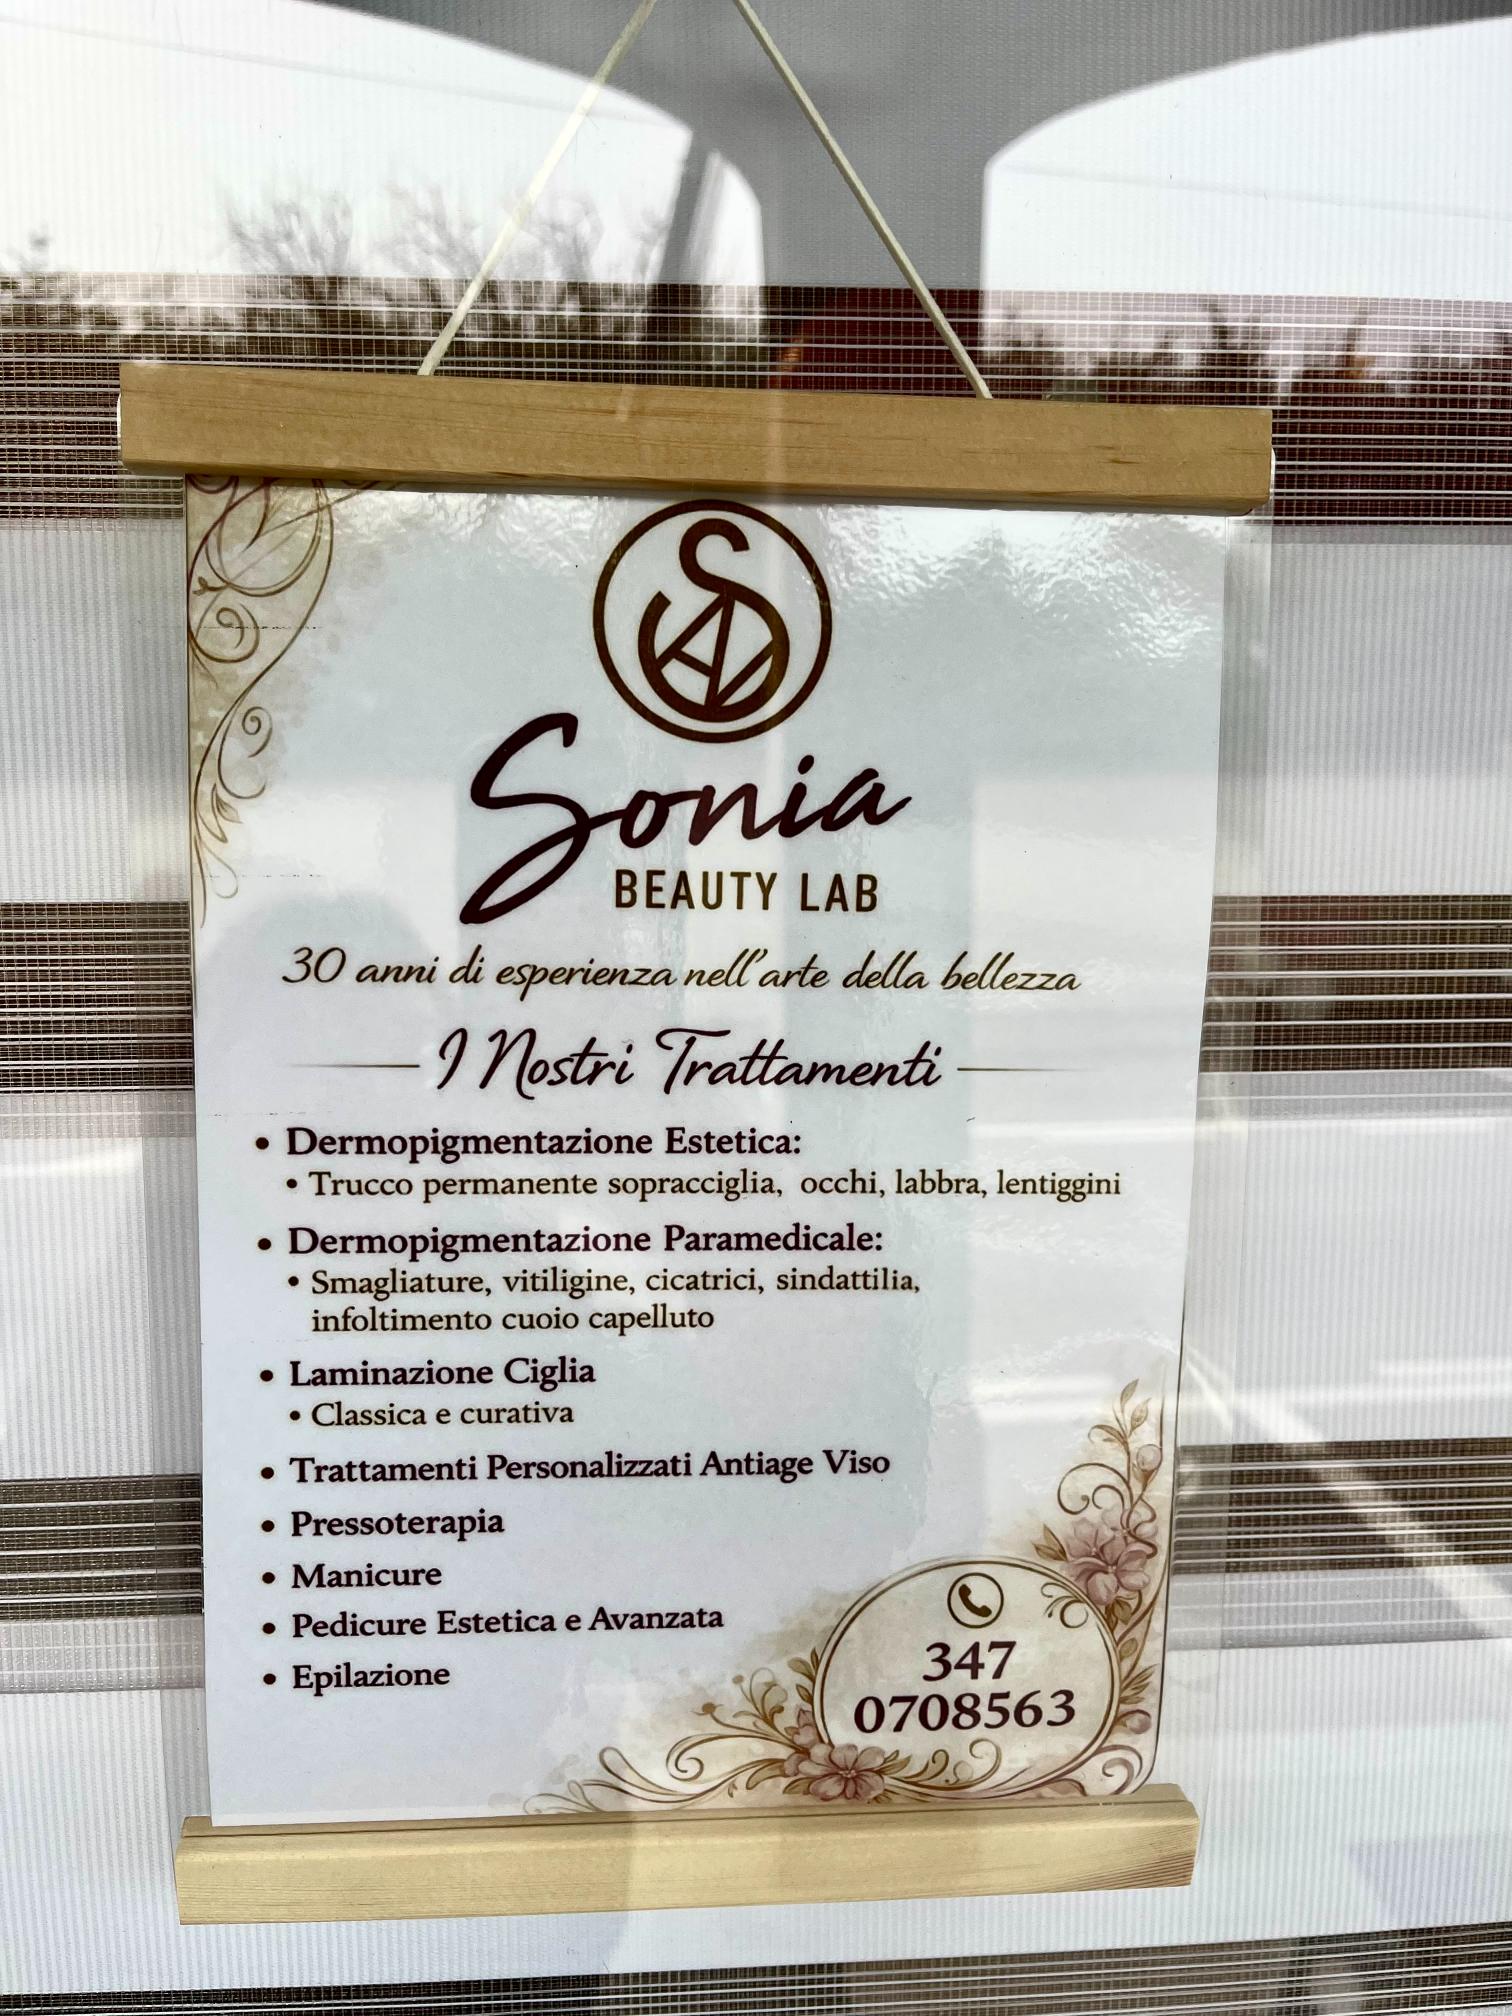 Sonia
BEAUTY LAB
30 anni di esperienza nell'arte della bellezza
I Nostri Trattamenti
• Dermopigmentazione Estetica:
• Trucco permanente sopracciglia, occhi, labbra, lentiggini
• Dermopigmentazione Paramedicale:
• Smagliature, vitiligine, cicatrici, sindattilia,
infoltimento cuoio capelluto
• Laminazione Ciglia
• Classica e curativa
• Trattamenti Personalizzati Antiage Viso
• Pressoterapia
• Manicure
• Pedicure Estetica e Avanzata
• Epilazione
347
0708563